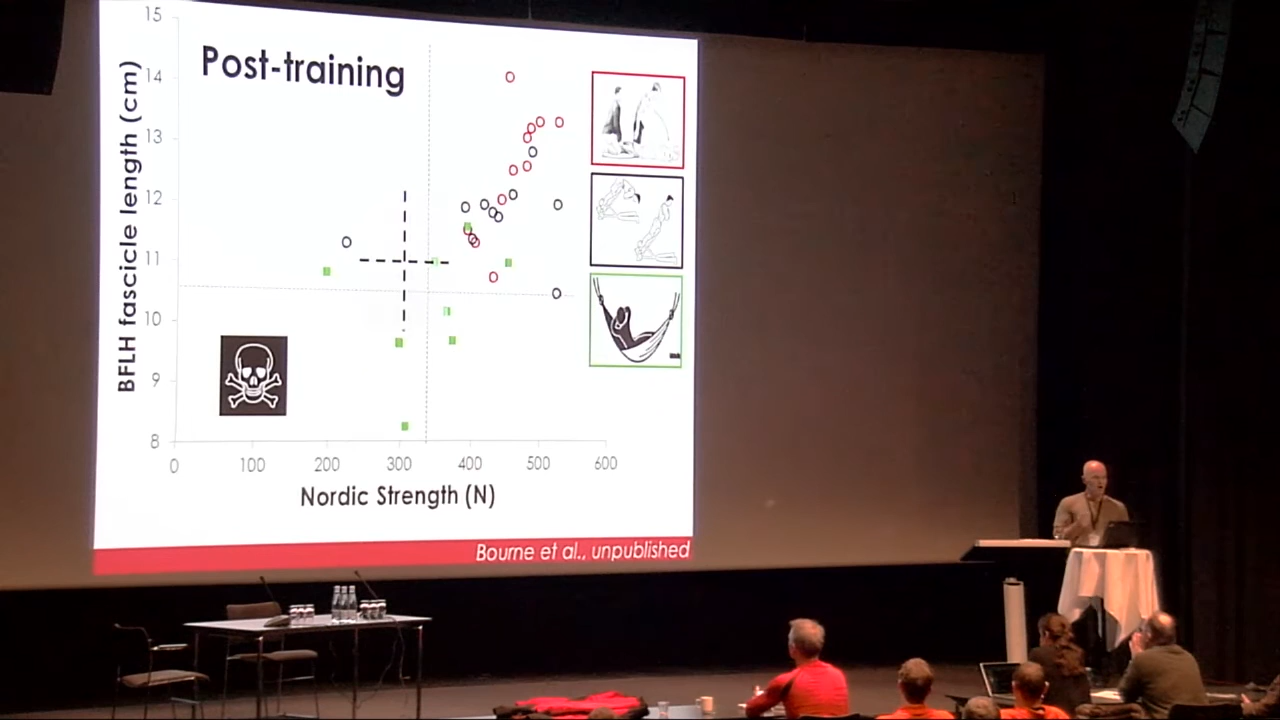 Post-training
BFLH fascicle length (cm)
15
14
13
12
11
10
9
8
0 100 200 300 400 500 600
Nordic Strength (N)
Bourne et al., unpublished